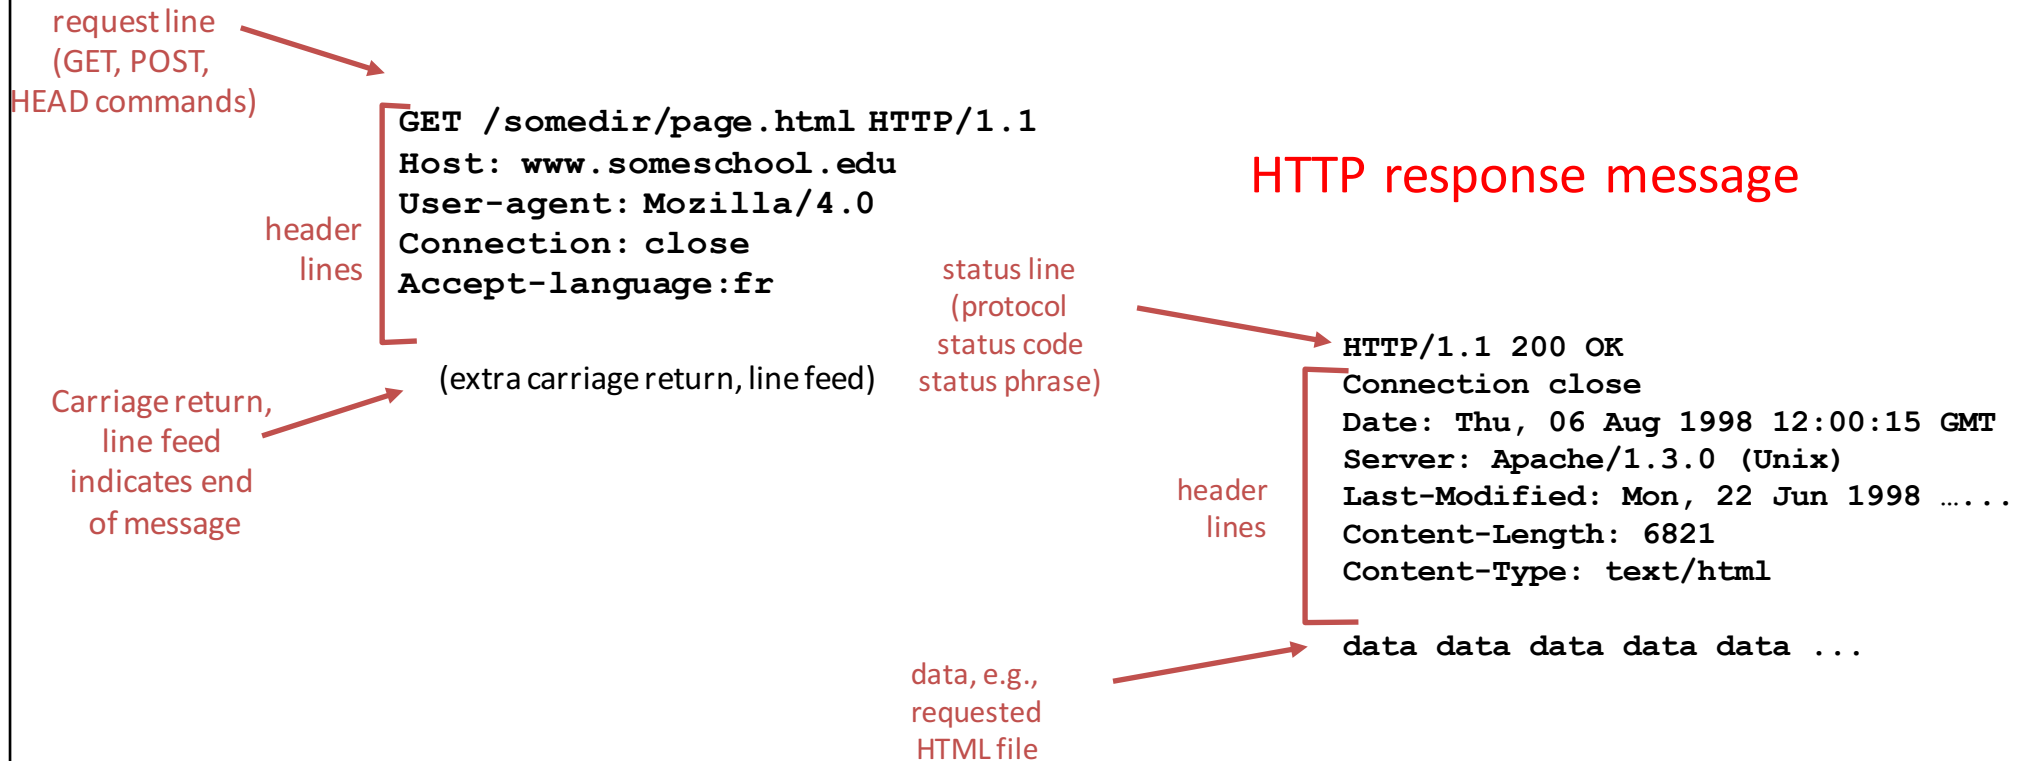 request line
(GET, POST,
HEAD commands)
GET /somedir/page.html HTTP/1.1
Host: www.someschool.edu
User-agent: Mozilla/4.0
Connection: close
Accept-language:fr
header
lines
(extra carriage return, line feed)
Carriage return,
line feed
indicates end
of message
HTTP response message
status line
(protocol
status code
status phrase)
HTTP/1.1 200 OK
Connection close
Date: Thu, 06 Aug 1998 12:00:15 GMT
Server: Apache/1.3.0 (Unix)
Last-Modified: Mon, 22 Jun 1998 …...
Content-Length: 6821
Content-Type: text/html
header
lines
data data data data data ...
data, e.g.,
requested
HTML file